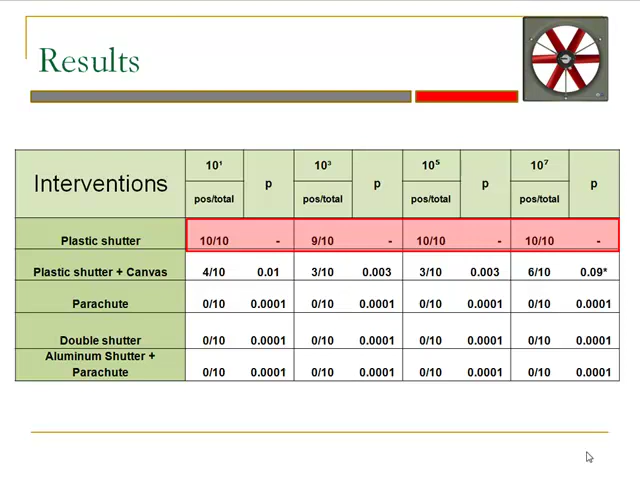 Results
Interventions
10¹ p 10³ p 10⁵ p 10⁷ p
pos/total pos/total pos/total pos/total
Plastic shutter 10/10 - 9/10 - 10/10 - 10/10 -
Plastic shutter + Canvas 4/10 0.01 3/10 0.003 3/10 0.003 6/10 0.09*
Parachute 0/10 0.0001 0/10 0.0001 0/10 0.0001 0/10 0.0001
Double shutter 0/10 0.0001 0/10 0.0001 0/10 0.0001 0/10 0.0001
Aluminum Shutter +
Parachute 0/10 0.0001 0/10 0.0001 0/10 0.0001 0/10 0.0001